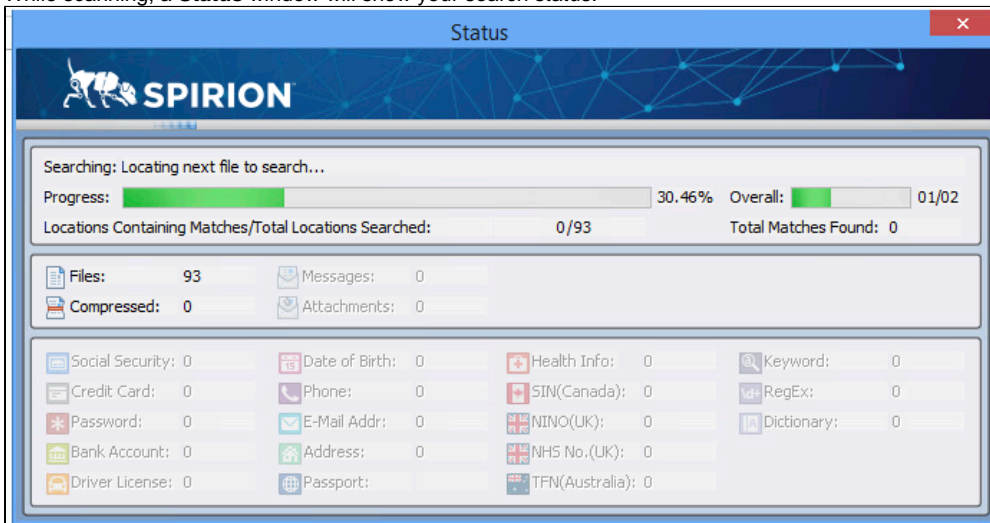 While scanning, a Status window will show your search status.
Status
SPIRION
Searching: Locating next file to search...
Progress: 30.46% Overall: 01/02
Locations Containing Matches/Total Locations Searched: 0/93 Total Matches Found: 0
Files: 93 Messages: 0
Compressed: 0 Attachments: 0
Social Security: 0 Date of Birth: 0 Health Info: 0 Keyword: 0
Credit Card: 0 Phone: 0 SIN(Canada): 0 RegEx: 0
Password: 0 E-Mail Addr: 0 NINO(UK): 0 Dictionary: 0
Bank Account: 0 Address: 0 NHS No.(UK): 0
Driver License: 0 Passport: TFN(Australia): 0